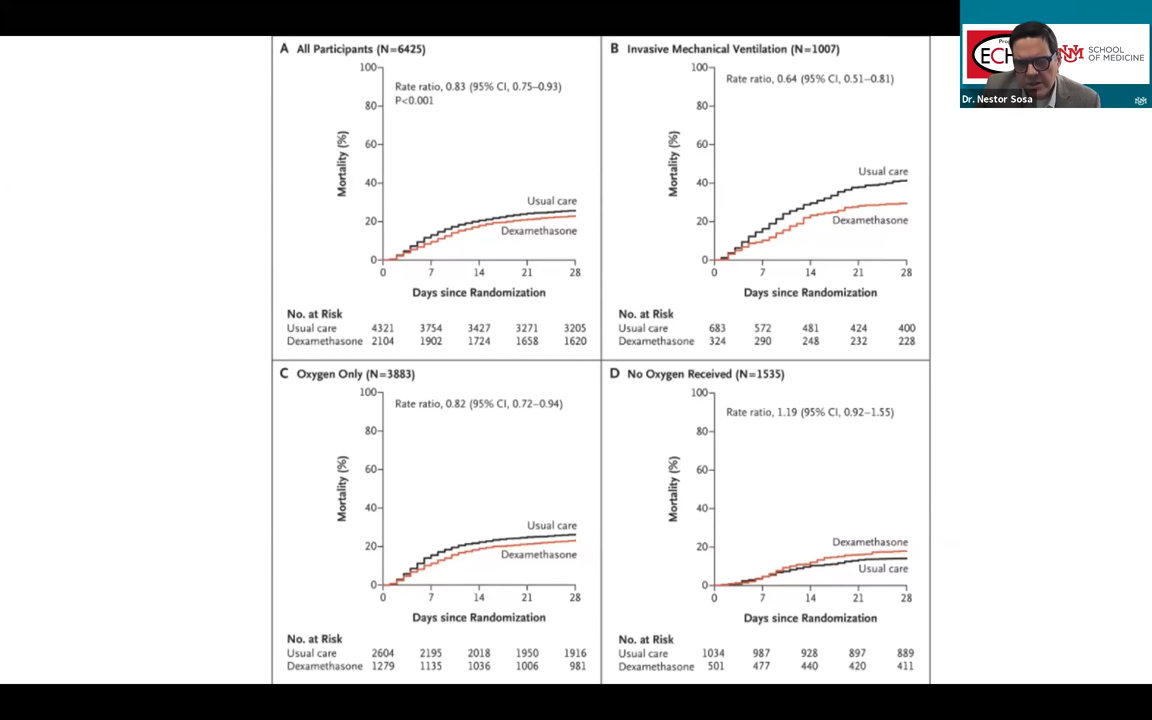 A All Participants (N=6425)
Rate ratio, 0.83 (95% CI, 0.75–0.93)
P<0.001
Mortality (%)
100
80
60
40
20
0
Usual care
Dexamethasone
0 7 14 21 28
Days since Randomization
No. at Risk
Usual care 4321 3754 3427 3271 3205
Dexamethasone 2104 1902 1724 1658 1620
B Invasive Mechanical Ventilation (N=1007)
Rate ratio, 0.64 (95% CI, 0.51–0.81)
Mortality (%)
100
80
60
40
20
0
Usual care
Dexamethasone
0 7 14 21 28
Days since Randomization
No. at Risk
Usual care 683 572 481 424 400
Dexamethasone 324 290 248 232 228
C Oxygen Only (N=3883)
Rate ratio, 0.82 (95% CI, 0.72–0.94)
Mortality (%)
100
80
60
40
20
0
Usual care
Dexamethasone
0 7 14 21 28
Days since Randomization
No. at Risk
Usual care 2604 2195 2018 1950 1916
Dexamethasone 1279 1135 1036 1006 981
D No Oxygen Received (N=1535)
Rate ratio, 1.19 (95% CI, 0.92–1.55)
Mortality (%)
100
80
60
40
20
0
Dexamethasone
Usual care
0 7 14 21 28
Days since Randomization
No. at Risk
Usual care 1034 987 928 897 889
Dexamethasone 501 477 440 420 411
SCHOOL
OF MEDICINE
Dr. Nestor Sosa